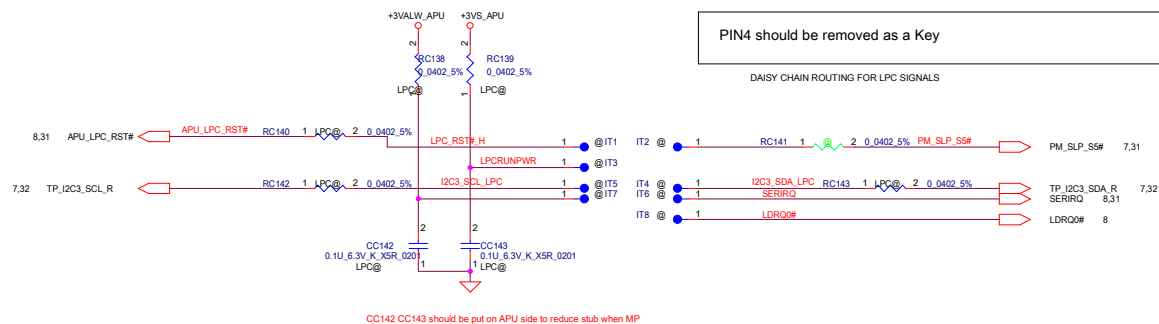 +3VALW_APU
+3VS_APU
PIN4 should be removed as a Key
DAISY CHAIN ROUTING FOR LPC SIGNALS
2
RC138
0_0402_5%
LPC@
1
2
RC139
0_0402_5%
LPC@
1
8,31 APU_LPC_RST#
APU_LPC_RST#
RC140 1 LPC@ 2 0_0402_5%
LPC_RST#_H
1 @ IT1
IT2 @ 1
RC141 1 @ 2 0_0402_5%
PM_SLP_S5#
PM_SLP_S5# 7,31
LPCRUNPWR
1 @ IT3
7,32 TP_I2C3_SCL_R
RC142 1 LPC@ 2 0_0402_5%
I2C3_SCL_LPC
1 @ IT5
IT4 @ 1
I2C3_SDA_LPC
RC143 1 LPC@ 2 0_0402_5%
TP_I2C3_SDA_R 7,32
1 @ IT7
IT6 @ 1
SERIRQ
SERIRQ 8,31
IT8 @ 1
LDRQ0#
LDRQ0# 8
2
CC142
0.1U_6.3V_K_X5R_0201
LPC@
1
2
CC143
0.1U_6.3V_K_X5R_0201
LPC@
1
CC142 CC143 should be put on APU side to reduce stub when MP